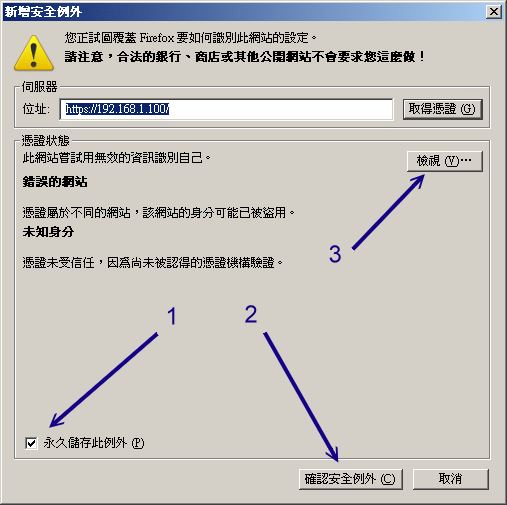 新增安全例外
您正試圖覆蓋 Firefox 要如何識別此網站的設定。
請注意，合法的銀行、商店或其他公開網站不會要求您這麼做！
伺服器
位址: https://192.168.1.100/ 取得憑證 (G)
憑證狀態
此網站嘗試用無效的資訊識別自己。 檢視 (V)…
錯誤的網站
憑證屬於不同的網站，該網站的身分可能已被盜用。
未知身分
3
憑證未受信任，因為尚未被認得的憑證機構驗證。
1 2
永久儲存此例外 (P)
確認安全例外 (C) 取消